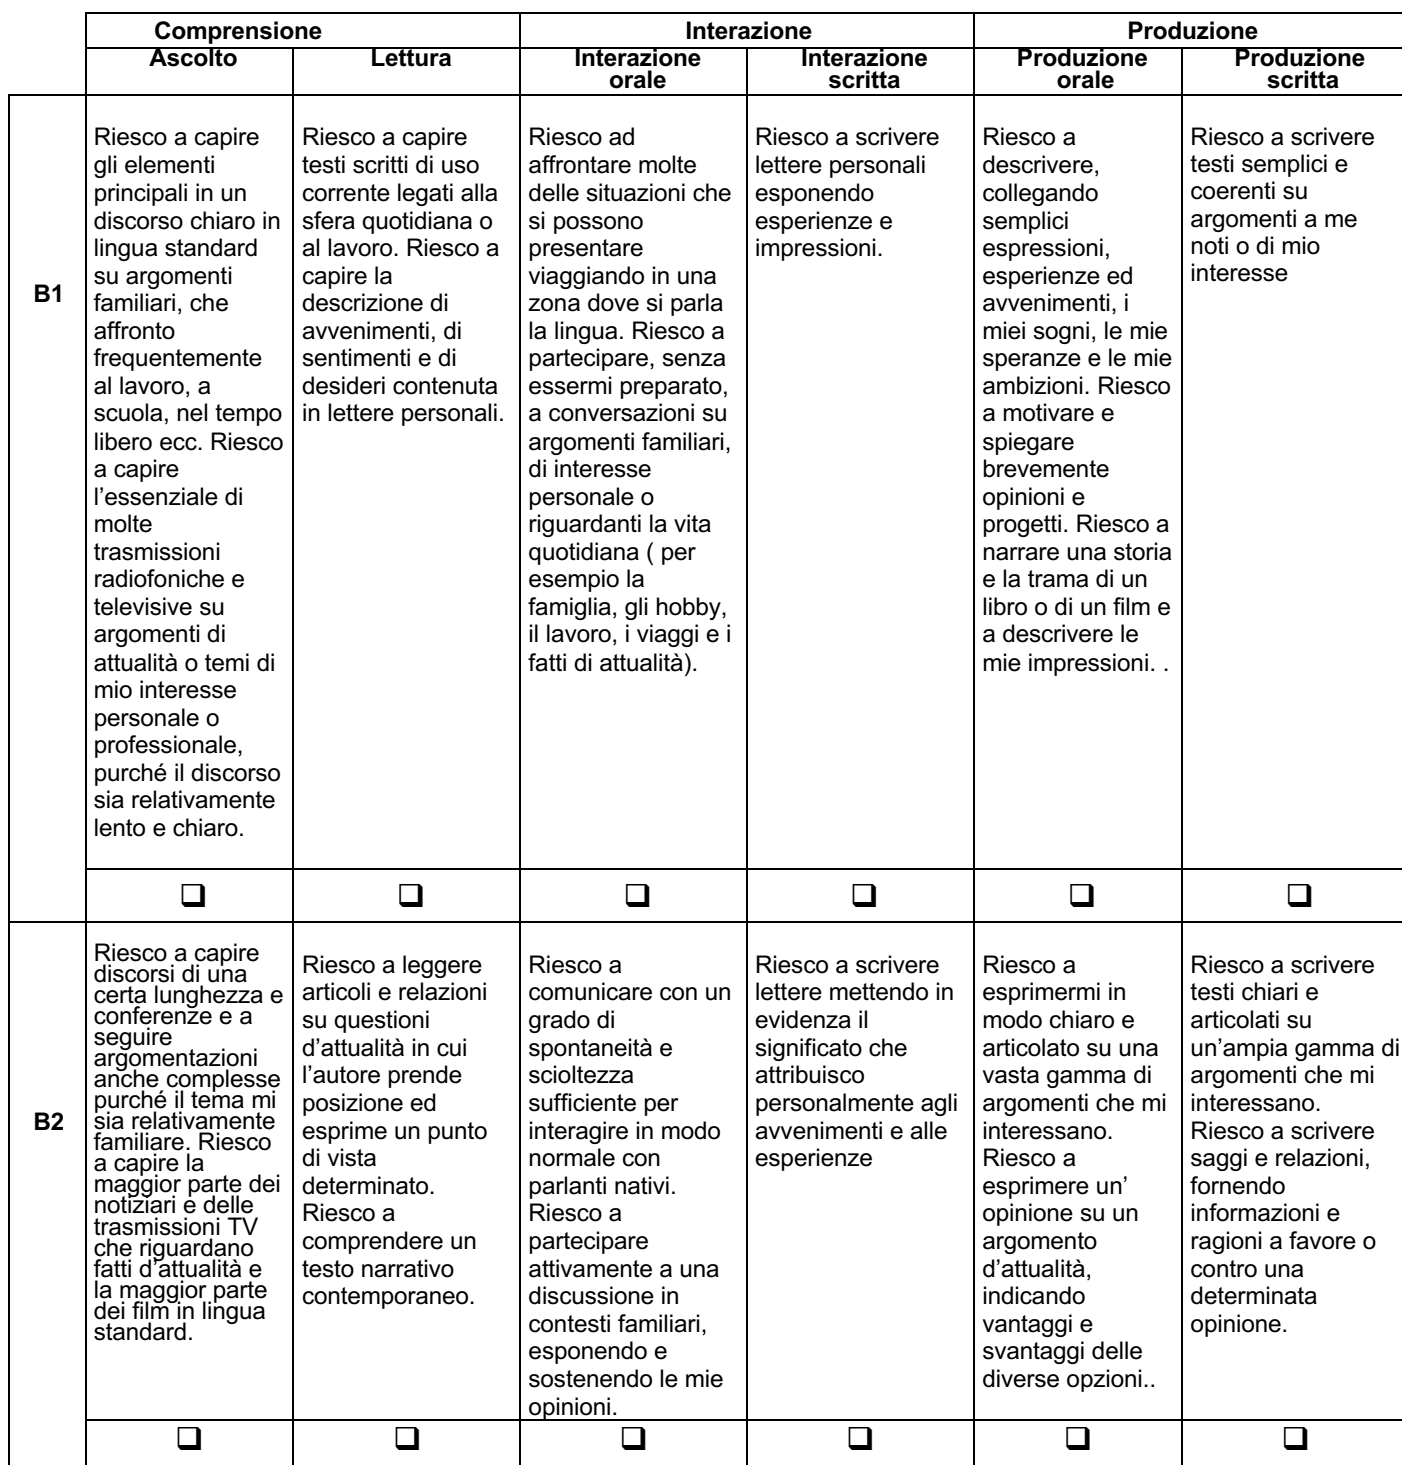 Comprensione
Interazione
Produzione
Ascolto
Lettura
Interazione
orale
Interazione
scritta
Produzione
orale
Produzione
scritta
B1
Riesco a capire
gli elementi
principali in un
discorso chiaro in
lingua standard
su argomenti
familiari, che
affronto
frequentemente
al lavoro, a
scuola, nel tempo
libero ecc. Riesco
a capire
l’essenziale di
molte
trasmissioni
radiofoniche e
televisive su
argomenti di
attualità o temi di
mio interesse
personale o
professionale,
purché il discorso
sia relativamente
lento e chiaro.
Riesco a capire
testi scritti di uso
corrente legati alla
sfera quotidiana o
al lavoro. Riesco a
capire la
descrizione di
avvenimenti, di
sentimenti e di
desideri contenuta
in lettere personali.
Riesco ad
affrontare molte
delle situazioni che
si possono
presentare
viaggiando in una
zona dove si parla
la lingua. Riesco a
partecipare, senza
essermi preparato,
a conversazioni su
argomenti familiari,
di interesse
personale o
riguardanti la vita
quotidiana ( per
esempio la
famiglia, gli hobby,
il lavoro, i viaggi e i
fatti di attualità).
Riesco a scrivere
lettere personali
esponendo
esperienze e
impressioni.
Riesco a
descrivere,
collegando
semplici
espressioni,
esperienze ed
avvenimenti, i
miei sogni, le mie
speranze e le mie
ambizioni. Riesco
a motivare e
spiegare
brevemente
opinioni e
progetti. Riesco a
narrare una storia
e la trama di un
libro o di un film e
a descrivere le
mie impressioni. .
Riesco a scrivere
testi semplici e
coerenti su
argomenti a me
noti o di mio
interesse
❑ ❑ ❑ ❑ ❑ ❑
B2
Riesco a capire
discorsi di una
certa lunghezza e
conferenze e a
seguire
argomentazioni
anche complesse
purché il tema mi
sia relativamente
familiare. Riesco
a capire la
maggior parte dei
notiziari e delle
trasmissioni TV
che riguardano
fatti d’attualità e
la maggior parte
dei film in lingua
standard.
Riesco a leggere
articoli e relazioni
su questioni
d’attualità in cui
l’autore prende
posizione ed
esprime un punto
di vista
determinato.
Riesco a
comprendere un
testo narrativo
contemporaneo.
Riesco a
comunicare con un
grado di
spontaneità e
scioltezza
sufficiente per
interagire in modo
normale con
parlanti nativi.
Riesco a
partecipare
attivamente a una
discussione in
contesti familiari,
esponendo e
sostenendo le mie
opinioni.
Riesco a scrivere
lettere mettendo in
evidenza il
significato che
attribuisco
personalmente agli
avvenimenti e alle
esperienze
Riesco a
esprimermi in
modo chiaro e
articolato su una
vasta gamma di
argomenti che mi
interessano.
Riesco a
esprimere un’
opinione su un
argomento
d’attualità,
indicando
vantaggi e
svantaggi delle
diverse opzioni..
Riesco a scrivere
testi chiari e
articolati su
un’ampia gamma di
argomenti che mi
interessano.
Riesco a scrivere
saggi e relazioni,
fornendo
informazioni e
ragioni a favore o
contro una
determinata
opinione.
❑ ❑ ❑ ❑ ❑ ❑